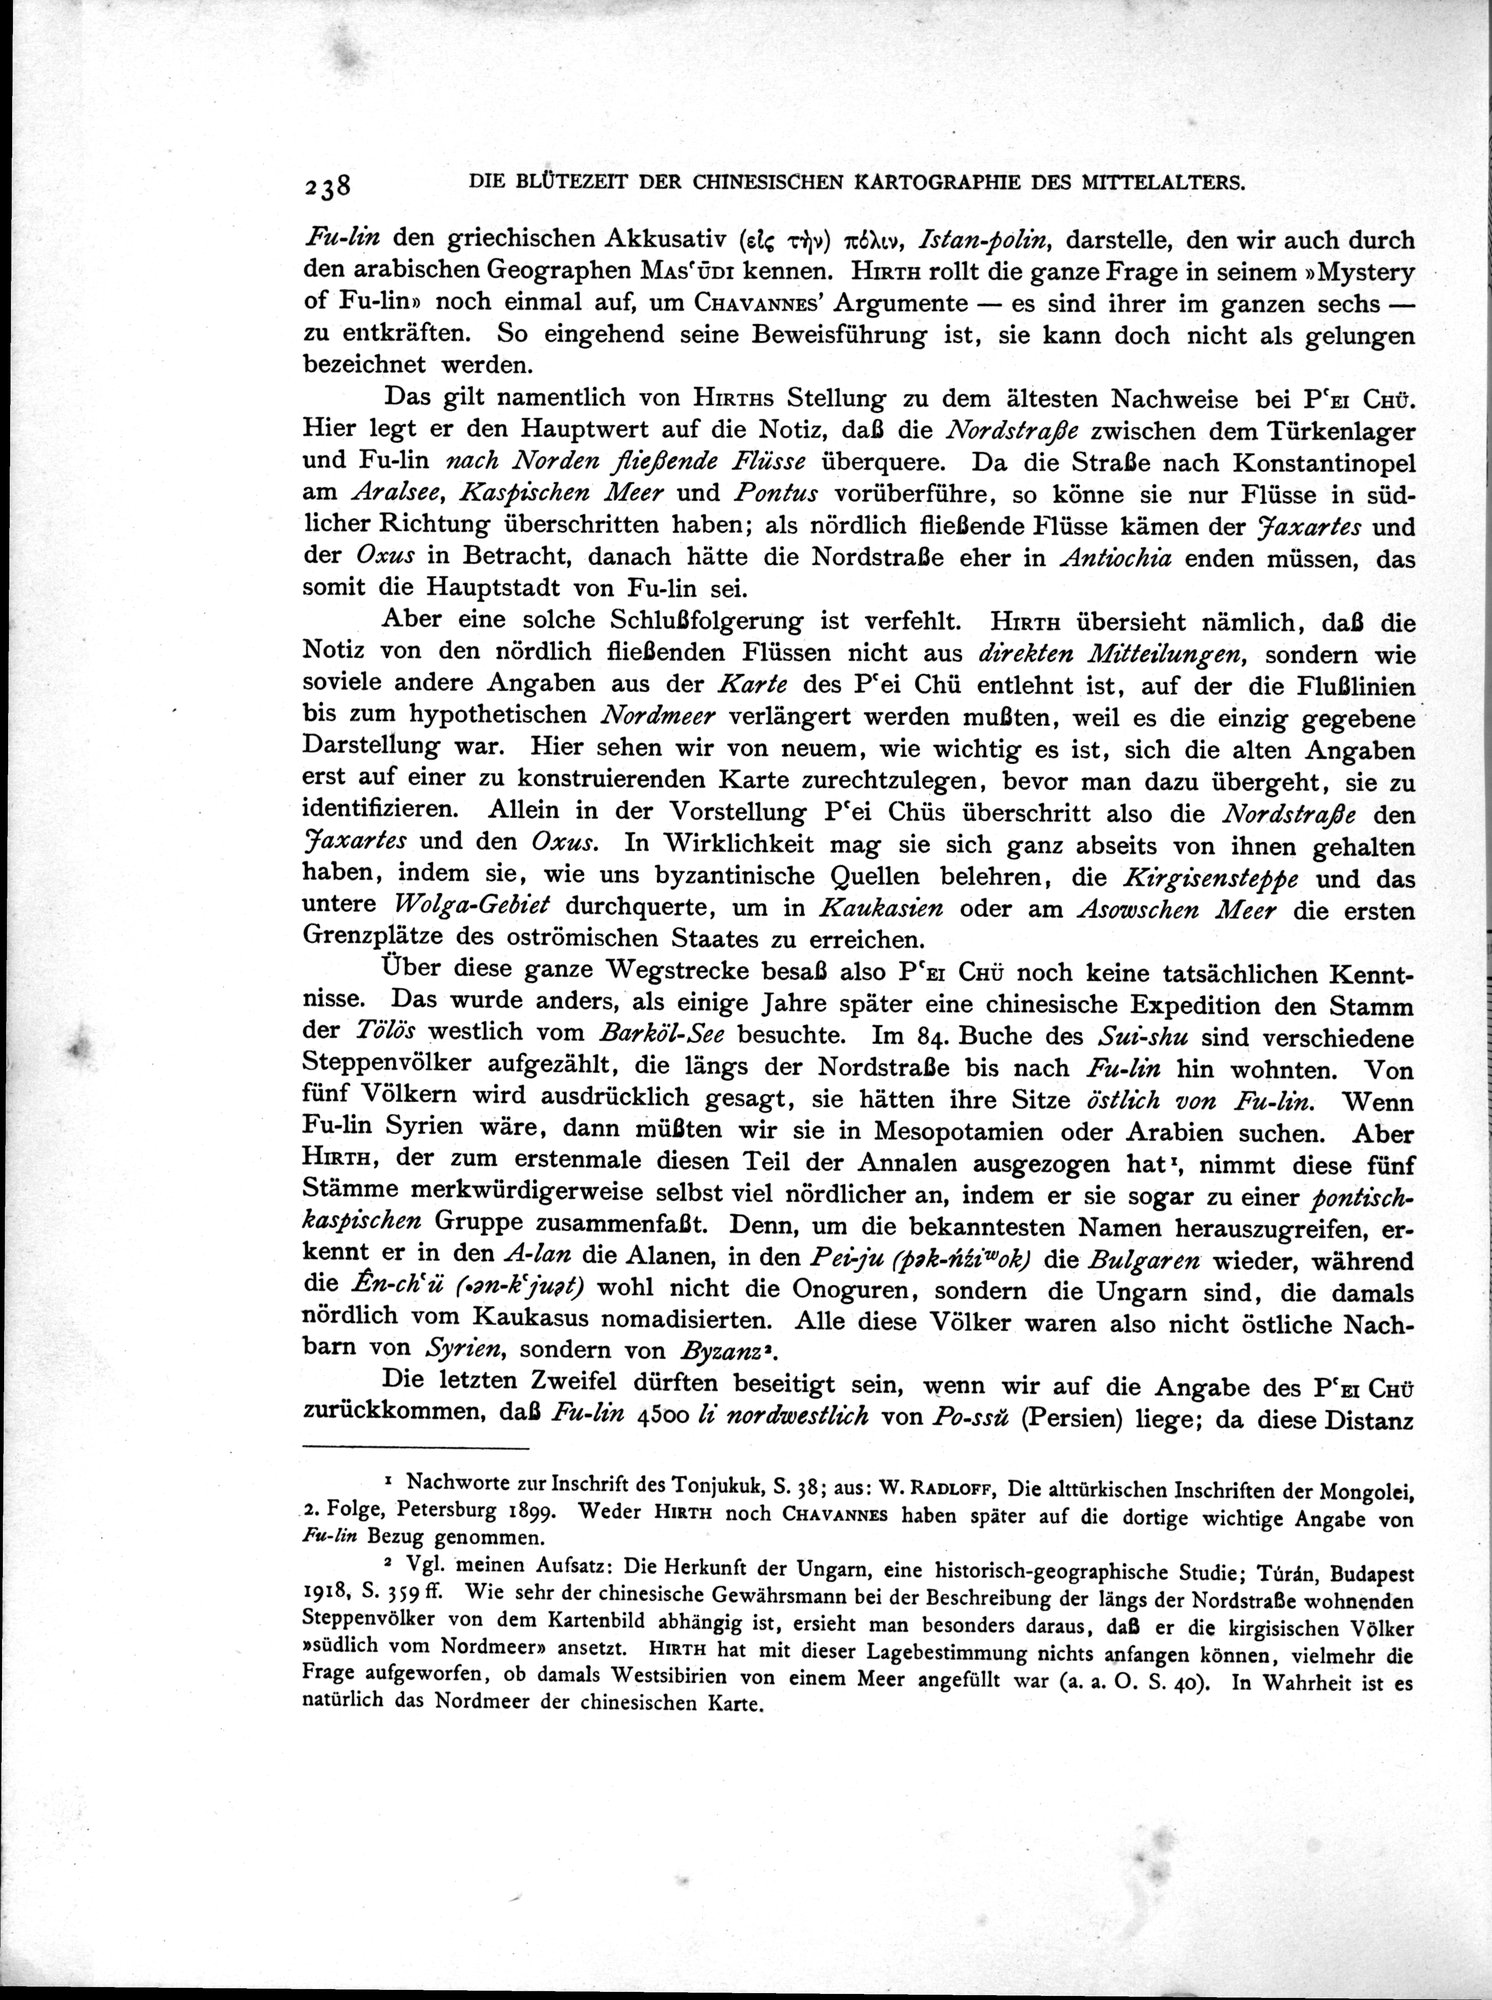 238 DIE BLÜTEZEIT DER CHINESISCHEN KARTOGRAPHIE DES MITTELALTERS.
Fu-lin den griechischen Akkusativ (εἰς τὴν) πόλιν, Istan-polin, darstelle, den wir auch durch
den arabischen Geographen MASʿŪDI kennen. HIRTH rollt die ganze Frage in seinem »Mystery
of Fu-lin» noch einmal auf, um CHAVANNES’ Argumente — es sind ihrer im ganzen sechs —
zu entkräften. So eingehend seine Beweisführung ist, sie kann doch nicht als gelungen
bezeichnet werden.
Das gilt namentlich von HIRTHS Stellung zu dem ältesten Nachweise bei PʿEI CHÜ.
Hier legt er den Hauptwert auf die Notiz, daß die Nordstraße zwischen dem Türkenlager
und Fu-lin nach Norden fließende Flüsse überquere. Da die Straße nach Konstantinopel
am Aralsee, Kaspischen Meer und Pontus vorüberführe, so könne sie nur Flüsse in süd-
licher Richtung überschritten haben; als nördlich fließende Flüsse kämen der Jaxartes und
der Oxus in Betracht, danach hätte die Nordstraße eher in Antiochia enden müssen, das
somit die Hauptstadt von Fu-lin sei.
Aber eine solche Schlußfolgerung ist verfehlt. HIRTH übersieht nämlich, daß die
Notiz von den nördlich fließenden Flüssen nicht aus direkten Mitteilungen, sondern wie
soviele andere Angaben aus der Karte des Pʿei Chü entlehnt ist, auf der die Flußlinien
bis zum hypothetischen Nordmeer verlängert werden mußten, weil es die einzig gegebene
Darstellung war. Hier sehen wir von neuem, wie wichtig es ist, sich die alten Angaben
erst auf einer zu konstruierenden Karte zurechtzulegen, bevor man dazu übergeht, sie zu
identifizieren. Allein in der Vorstellung Pʿei Chüs überschritt also die Nordstraße den
Jaxartes und den Oxus. In Wirklichkeit mag sie sich ganz abseits von ihnen gehalten
haben, indem sie, wie uns byzantinische Quellen belehren, die Kirgisensteppe und das
untere Wolga-Gebiet durchquerte, um in Kaukasien oder am Asowschen Meer die ersten
Grenzplätze des oströmischen Staates zu erreichen.
Über diese ganze Wegstrecke besaß also PʿEI CHÜ noch keine tatsächlichen Kennt-
nisse. Das wurde anders, als einige Jahre später eine chinesische Expedition den Stamm
der Tölös westlich vom Barköl-See besuchte. Im 84. Buche des Sui-shu sind verschiedene
Steppenvölker aufgezählt, die längs der Nordstraße bis nach Fu-lin hin wohnten. Von
fünf Völkern wird ausdrücklich gesagt, sie hätten ihre Sitze östlich von Fu-lin. Wenn
Fu-lin Syrien wäre, dann müßten wir sie in Mesopotamien oder Arabien suchen. Aber
HIRTH, der zum erstenmale diesen Teil der Annalen ausgezogen hat¹, nimmt diese fünf
Stämme merkwürdigerweise selbst viel nördlicher an, indem er sie sogar zu einer pontisch-
kaspischen Gruppe zusammenfaßt. Denn, um die bekanntesten Namen herauszugreifen, er-
kennt er in den A-lan die Alanen, in den Pei-ju (pək-ńźiʷok) die Bulgaren wieder, während
die Ên-chʿü (•ən-kʿjuət) wohl nicht die Onoguren, sondern die Ungarn sind, die damals
nördlich vom Kaukasus nomadisierten. Alle diese Völker waren also nicht östliche Nach-
barn von Syrien, sondern von Byzanz².
Die letzten Zweifel dürften beseitigt sein, wenn wir auf die Angabe des PʿEI CHÜ
zurückkommen, daß Fu-lin 4500 li nordwestlich von Po-ssŭ (Persien) liege; da diese Distanz
¹ Nachworte zur Inschrift des Tonjukuk, S. 38; aus: W. RADLOFF, Die alttürkischen Inschriften der Mongolei,
2. Folge, Petersburg 1899. Weder HIRTH noch CHAVANNES haben später auf die dortige wichtige Angabe von
Fu-lin Bezug genommen.
² Vgl. meinen Aufsatz: Die Herkunft der Ungarn, eine historisch-geographische Studie; Túrán, Budapest
1918, S. 359 ff. Wie sehr der chinesische Gewährsmann bei der Beschreibung der längs der Nordstraße wohnenden
Steppenvölker von dem Kartenbild abhängig ist, ersieht man besonders daraus, daß er die kirgisischen Völker
»südlich vom Nordmeer» ansetzt. HIRTH hat mit dieser Lagebestimmung nichts anfangen können, vielmehr die
Frage aufgeworfen, ob damals Westsibirien von einem Meer angefüllt war (a. a. O. S. 40). In Wahrheit ist es
natürlich das Nordmeer der chinesischen Karte.